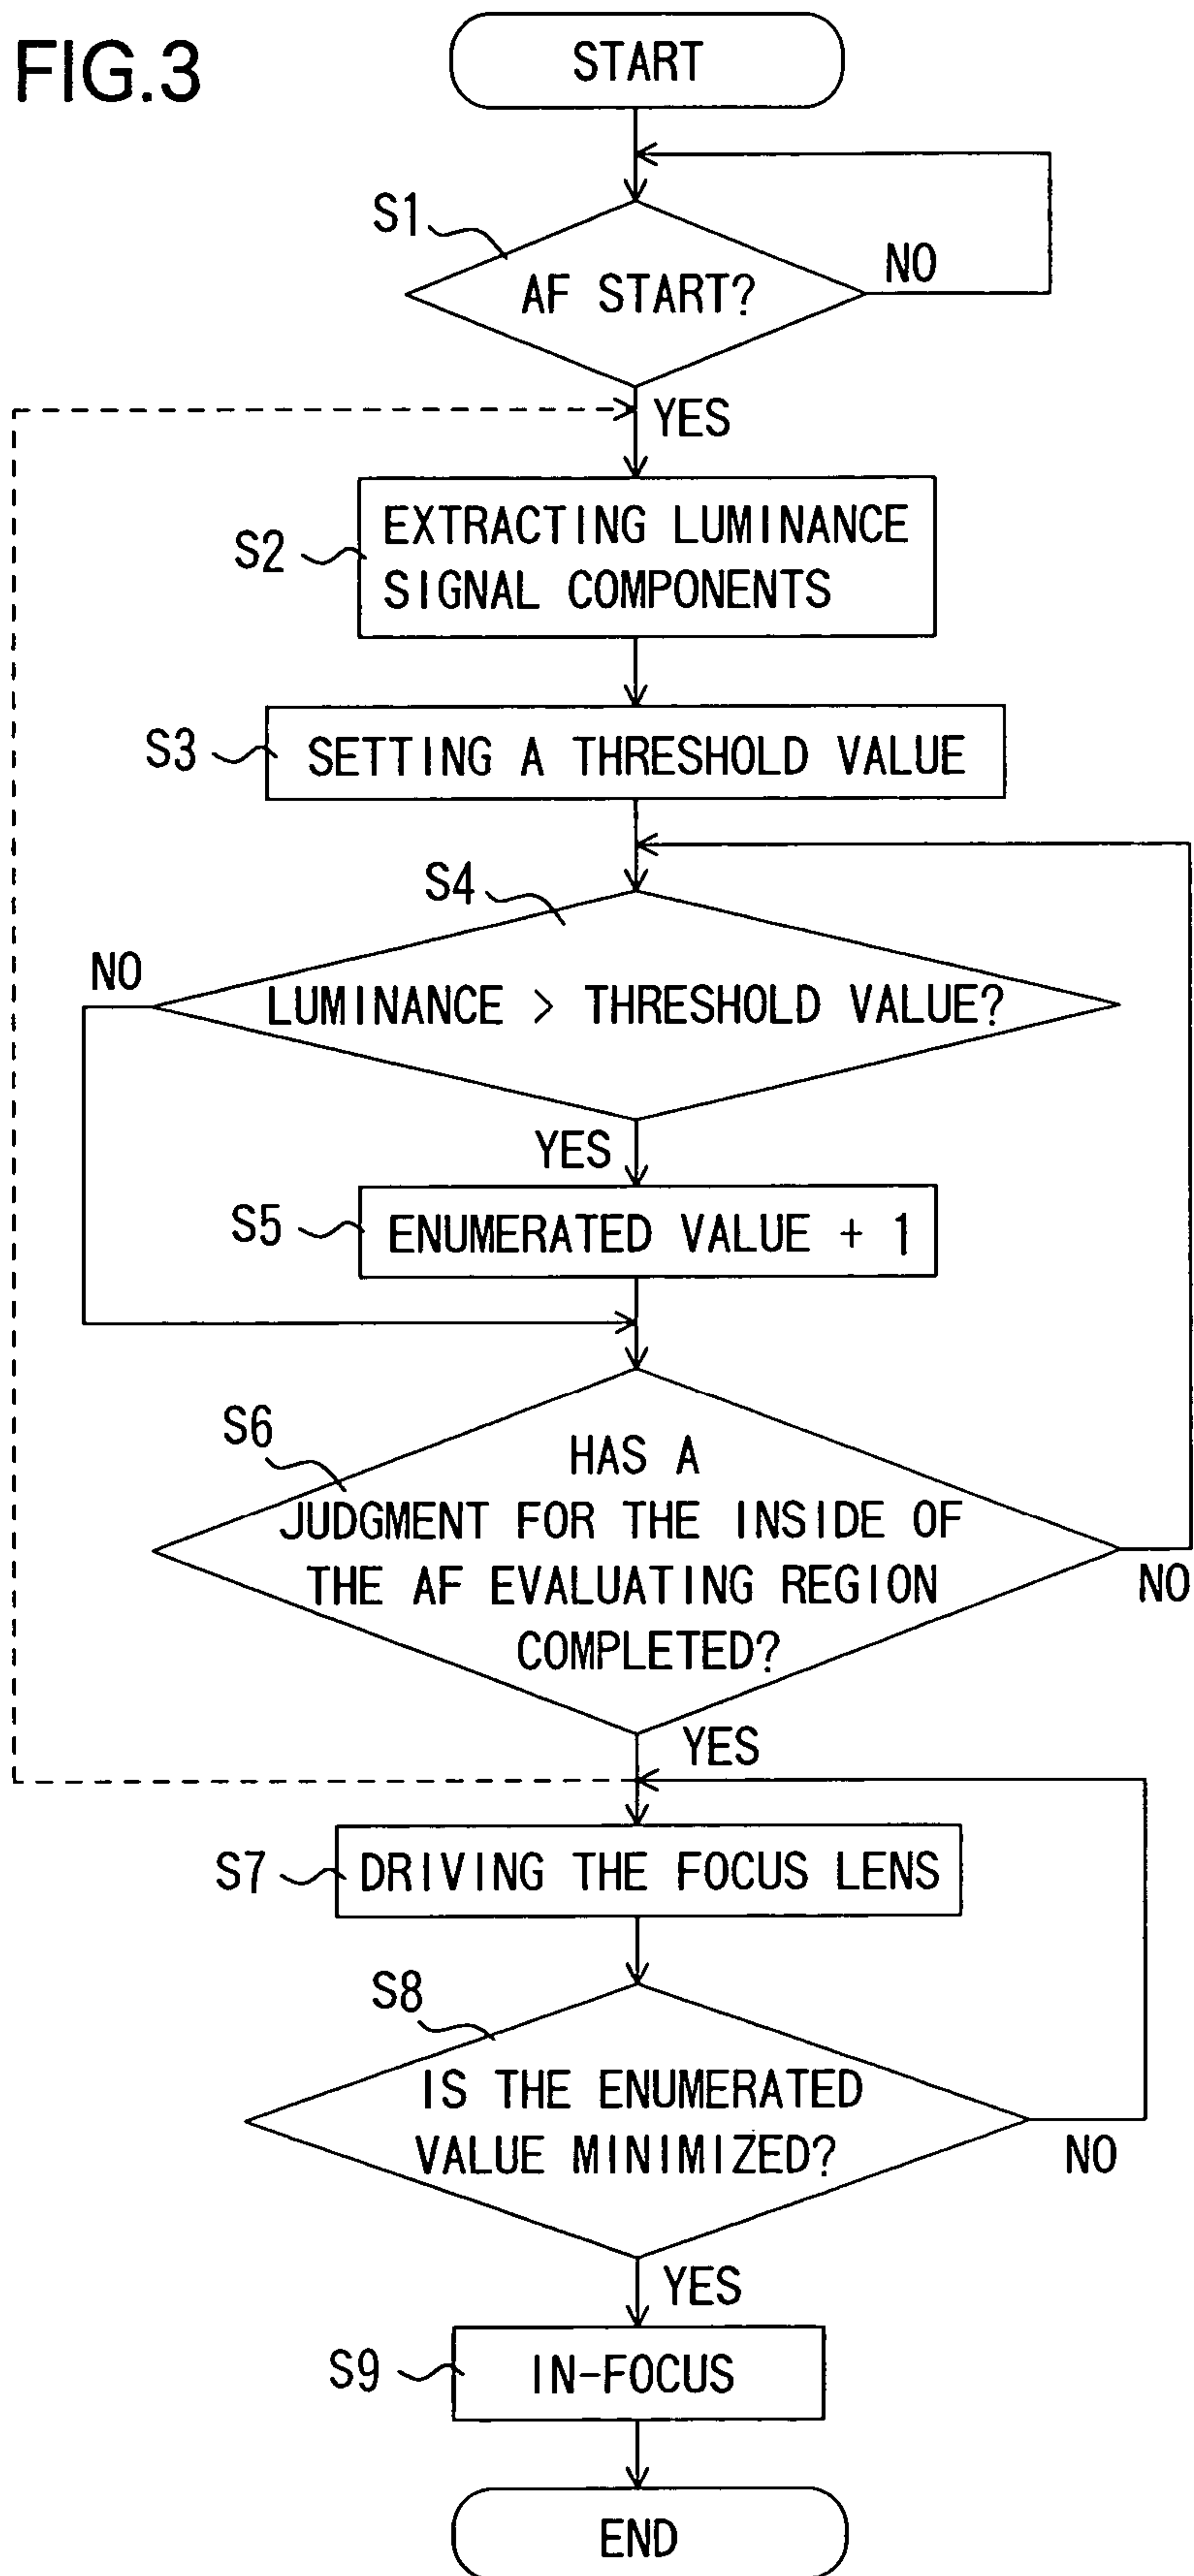 FIG.3
START
S1
AF START?
NO
YES
S2
EXTRACTING LUMINANCE
SIGNAL COMPONENTS
S3
SETTING A THRESHOLD VALUE
S4
NO
LUMINANCE > THRESHOLD VALUE?
YES
S5
ENUMERATED VALUE + 1
S6
HAS A
JUDGMENT FOR THE INSIDE OF
THE AF EVALUATING REGION
COMPLETED?
NO
YES
S7
DRIVING THE FOCUS LENS
S8
IS THE ENUMERATED
VALUE MINIMIZED?
NO
YES
S9
IN-FOCUS
END